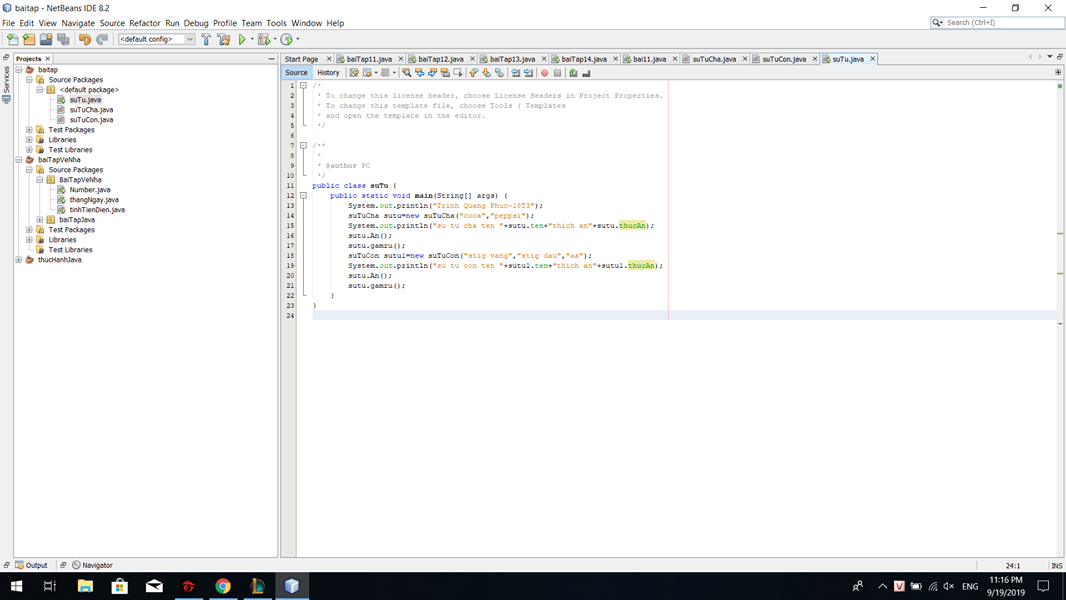 baitap - NetBeans IDE 8.2
File Edit View Navigate Source Refactor Run Debug Profile Team Tools Window Help
Search (Ctrl+I)
<default config>
Projects
Services
baitap
Source Packages
<default package>
suTu.java
suTuCha.java
suTuCon.java
Test Packages
Libraries
Test Libraries
baiTapVeNha
Source Packages
BaiTapVeNha
Number.java
thangNgay.java
tinhTienDien.java
baiTapJava
Test Packages
Libraries
Test Libraries
thucHanhJava
Start Page baiTap11.java baiTap12.java baiTap13.java baiTap14.java bai11.java suTuCha.java suTuCon.java suTu.java
Source History
1 /*
2 * To change this license header, choose License Headers in Project Properties.
3 * To change this template file, choose Tools | Templates
4 * and open the template in the editor.
5 */
6
7 /**
8 *
9 * @author PC
10 */
11 public class suTu {
12 public static void main(String[] args) {
13 System.out.println("Trinh Quang Phuc-18T3");
14 suTuCha sutu=new suTuCha("coca","peppsi");
15 System.out.println("su tu cha ten "+sutu.ten+"thich an"+sutu.thucAn);
16 sutu.An();
17 sutu.gamru();
18 suTuCon sutu1=new suTuCon("stig vang","stig dau","aa");
19 System.out.println("su tu con ten "+sutu1.ten+"thich an"+sutu1.thucAn);
20 sutu.An();
21 sutu.gamru();
22 }
23 }
24
Output Navigator
24:1 INS
ENG
11:16 PM
9/19/2019